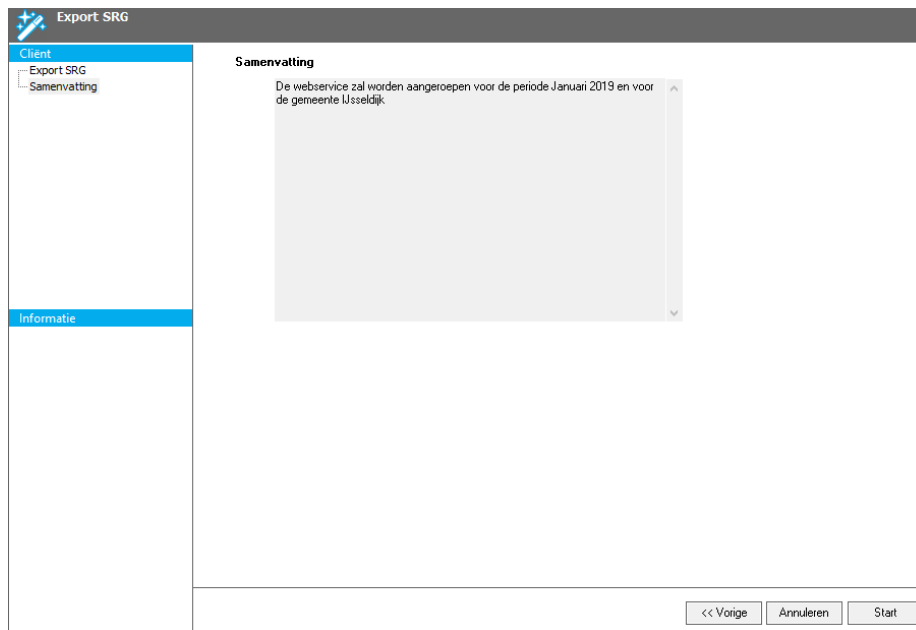 Export SRG
Cliënt
Export SRG
Samenvatting
Informatie
Samenvatting
De webservice zal worden aangeroepen voor de periode Januari 2019 en voor
de gemeente IJsseldijk
<< Vorige
Annuleren
Start